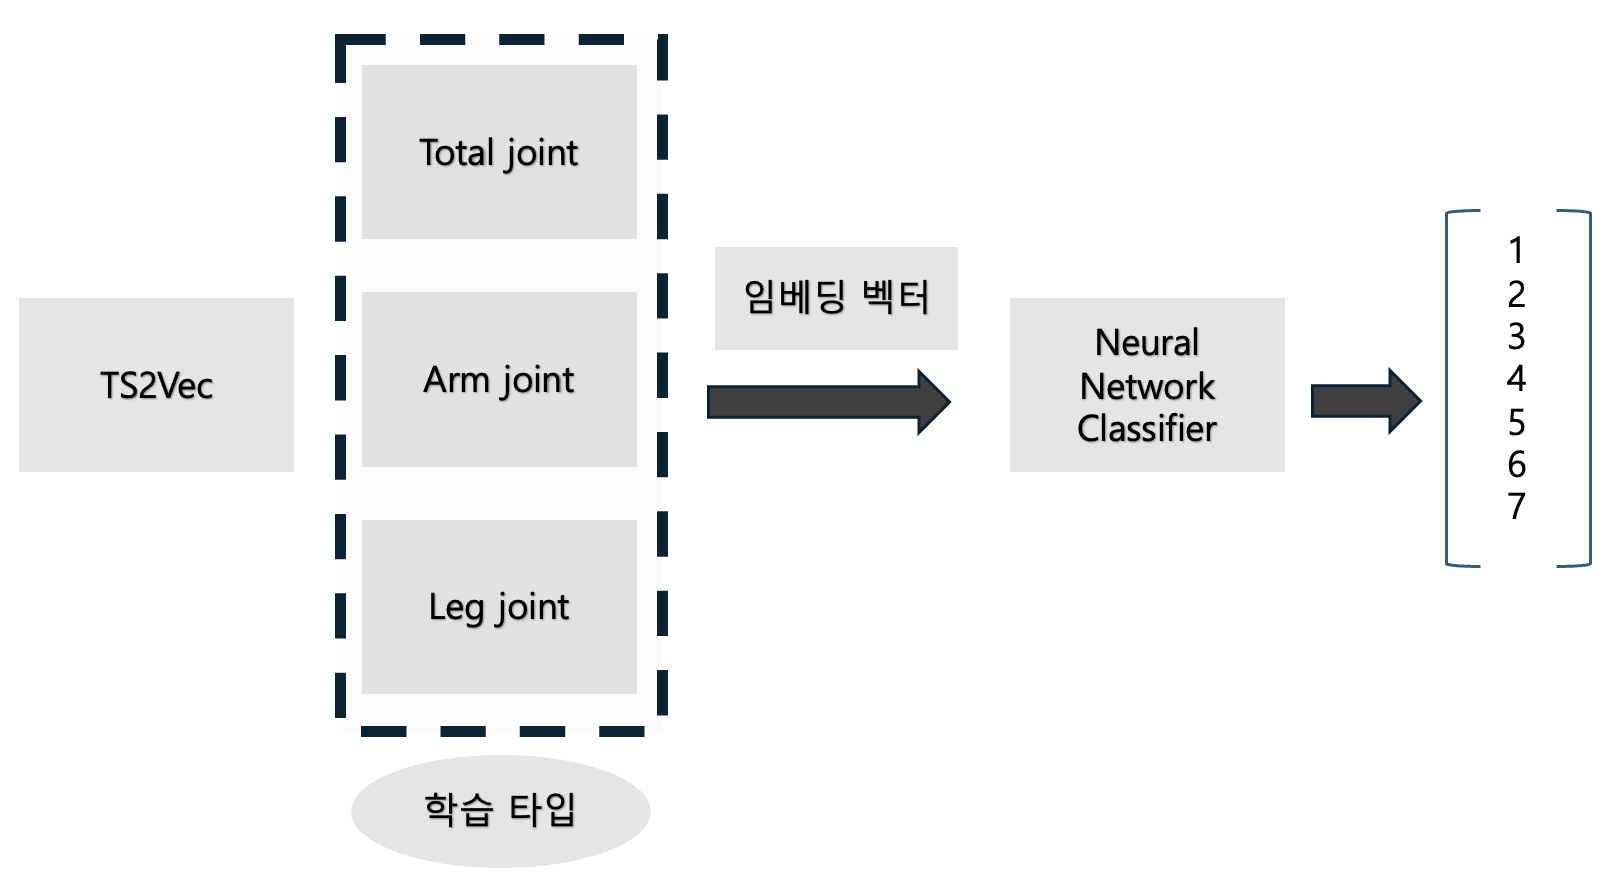 TS2Vec
Total joint
Arm joint
Leg joint
학습 타입
임베딩 벡터
Neural
Network
Classifier
1
2
3
4
5
6
7